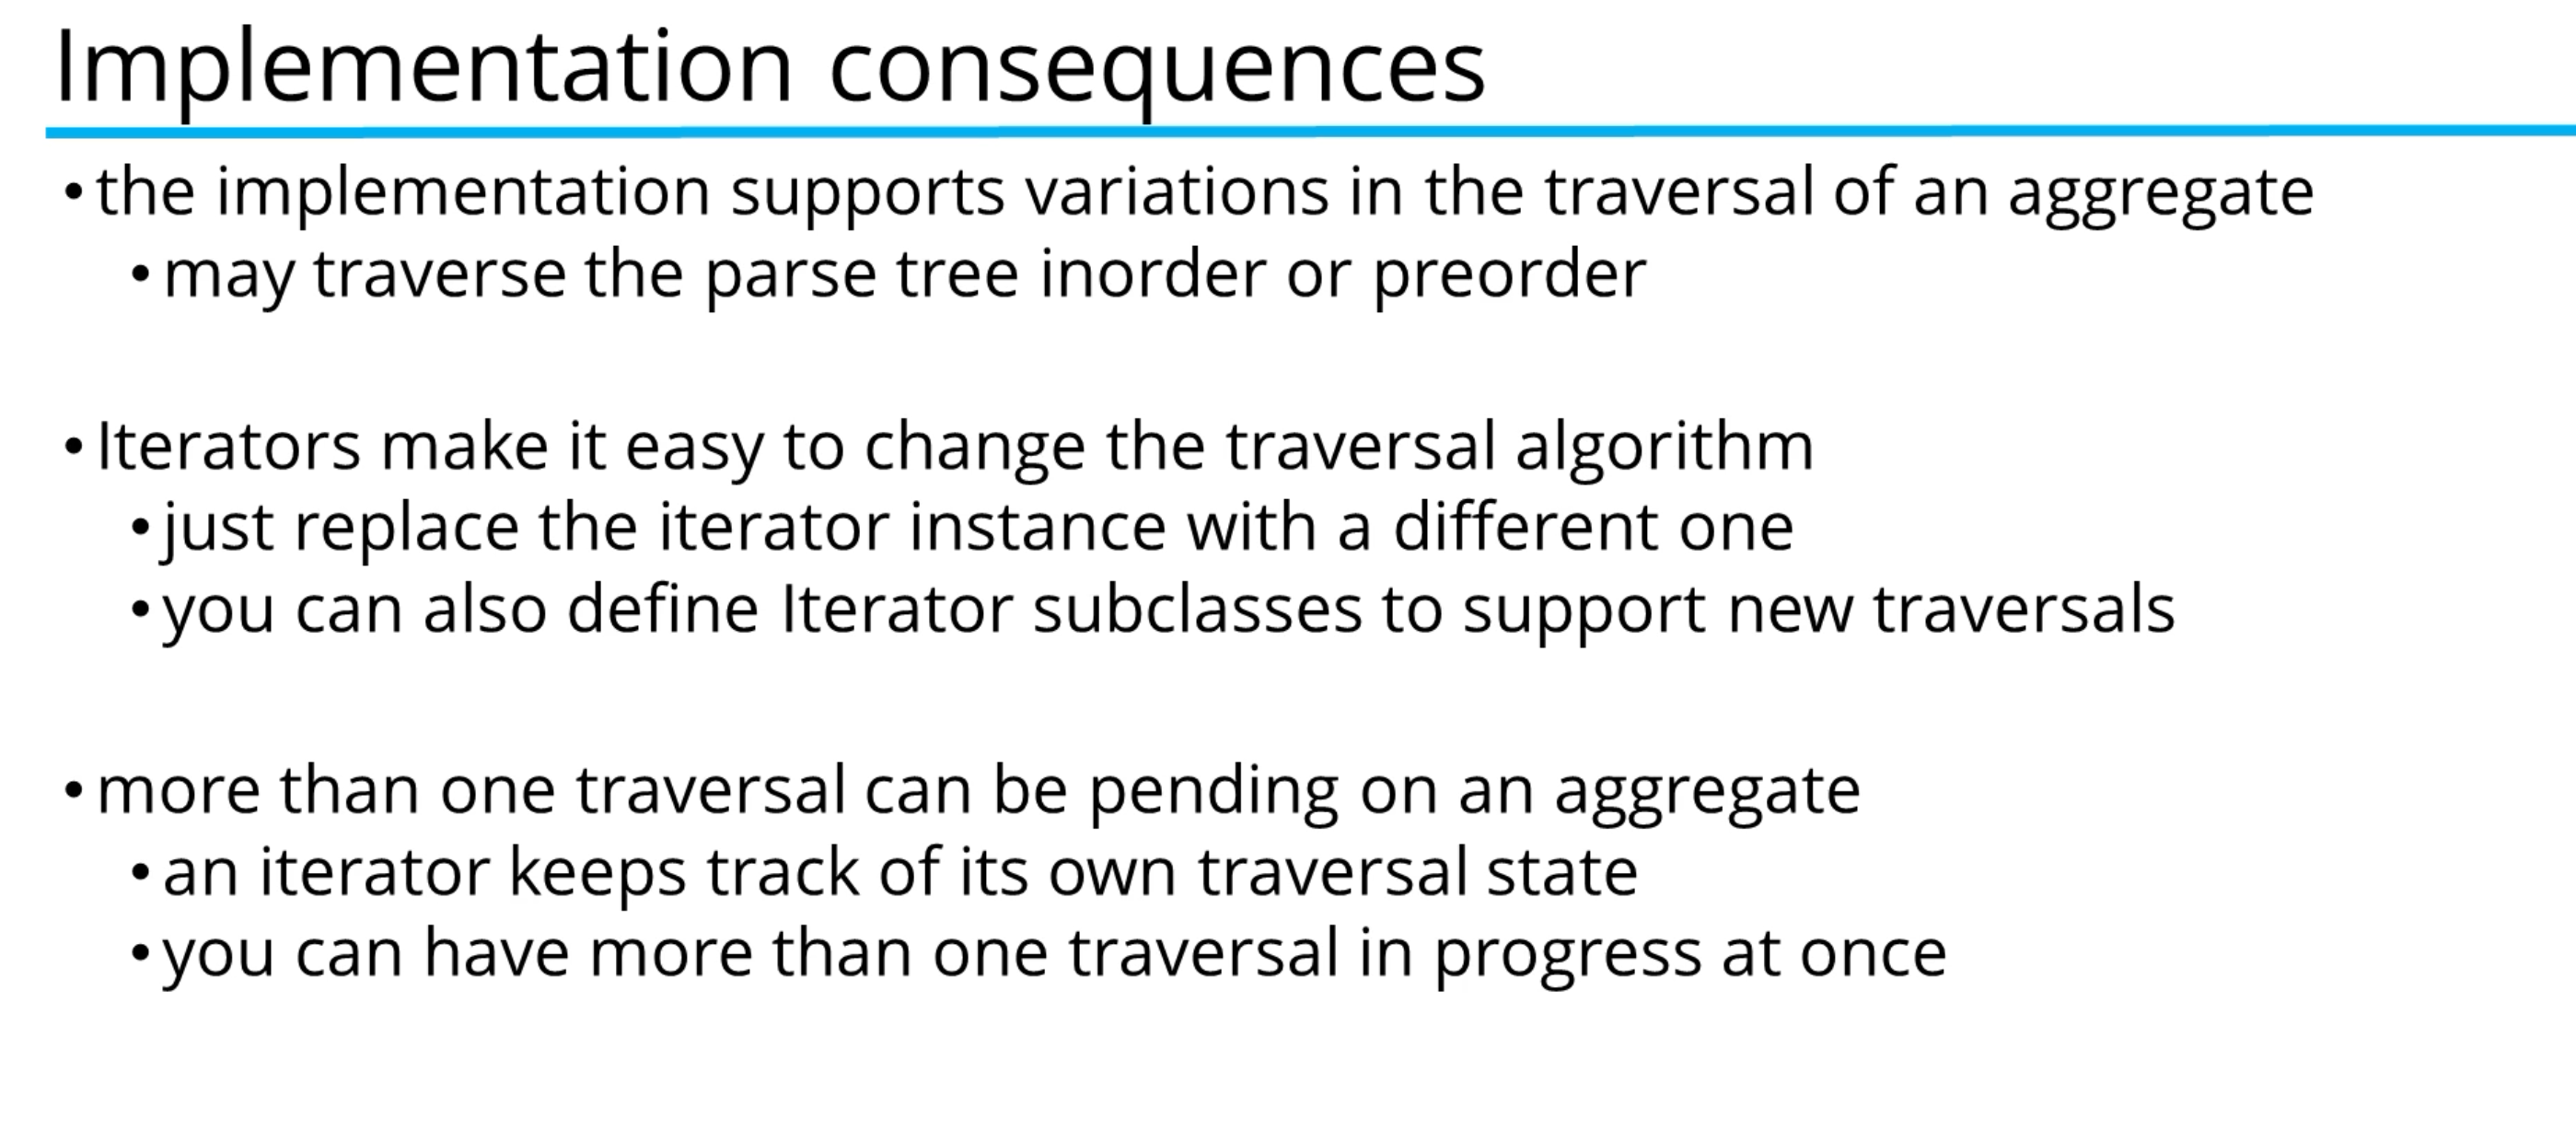 Implementation consequences
• the implementation supports variations in the traversal of an aggregate
• may traverse the parse tree inorder or preorder
• Iterators make it easy to change the traversal algorithm
• just replace the iterator instance with a different one
• you can also define Iterator subclasses to support new traversals
• more than one traversal can be pending on an aggregate
• an iterator keeps track of its own traversal state
• you can have more than one traversal in progress at once